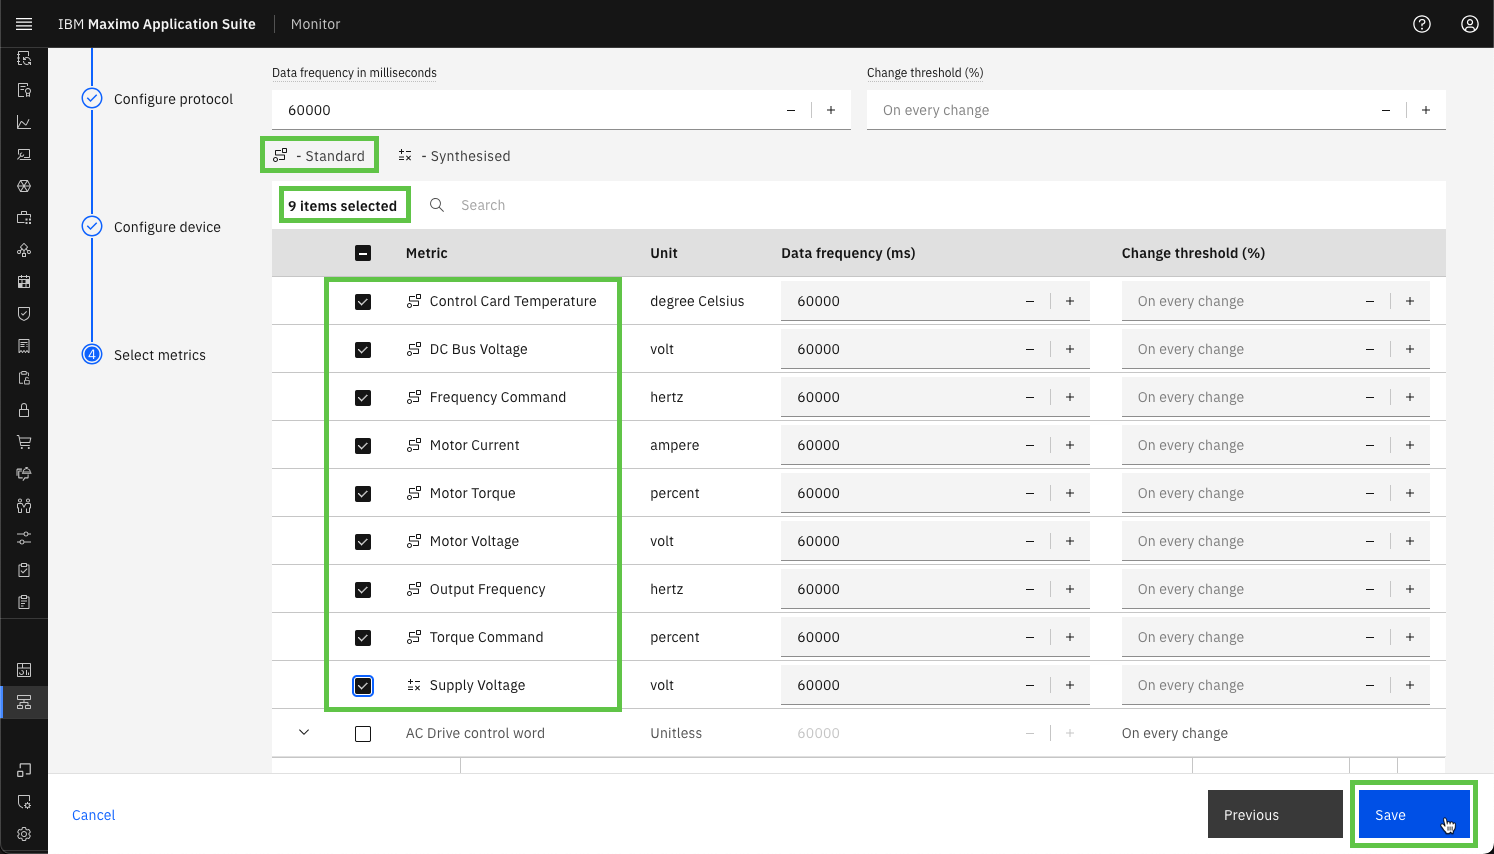 IBM Maximo Application Suite | Monitor
Data frequency in milliseconds Change threshold (%)
60000 On every change
Configure protocol
- Standard - Synthesised
9 items selected Search
Configure device
Metric Unit Data frequency (ms) Change threshold (%)
Control Card Temperature degree Celsius 60000 On every change
DC Bus Voltage volt 60000 On every change
4 Select metrics
Frequency Command hertz 60000 On every change
Motor Current ampere 60000 On every change
Motor Torque percent 60000 On every change
Motor Voltage volt 60000 On every change
Output Frequency hertz 60000 On every change
Torque Command percent 60000 On every change
Supply Voltage volt 60000 On every change
AC Drive control word Unitless 60000 On every change
Cancel Previous Save